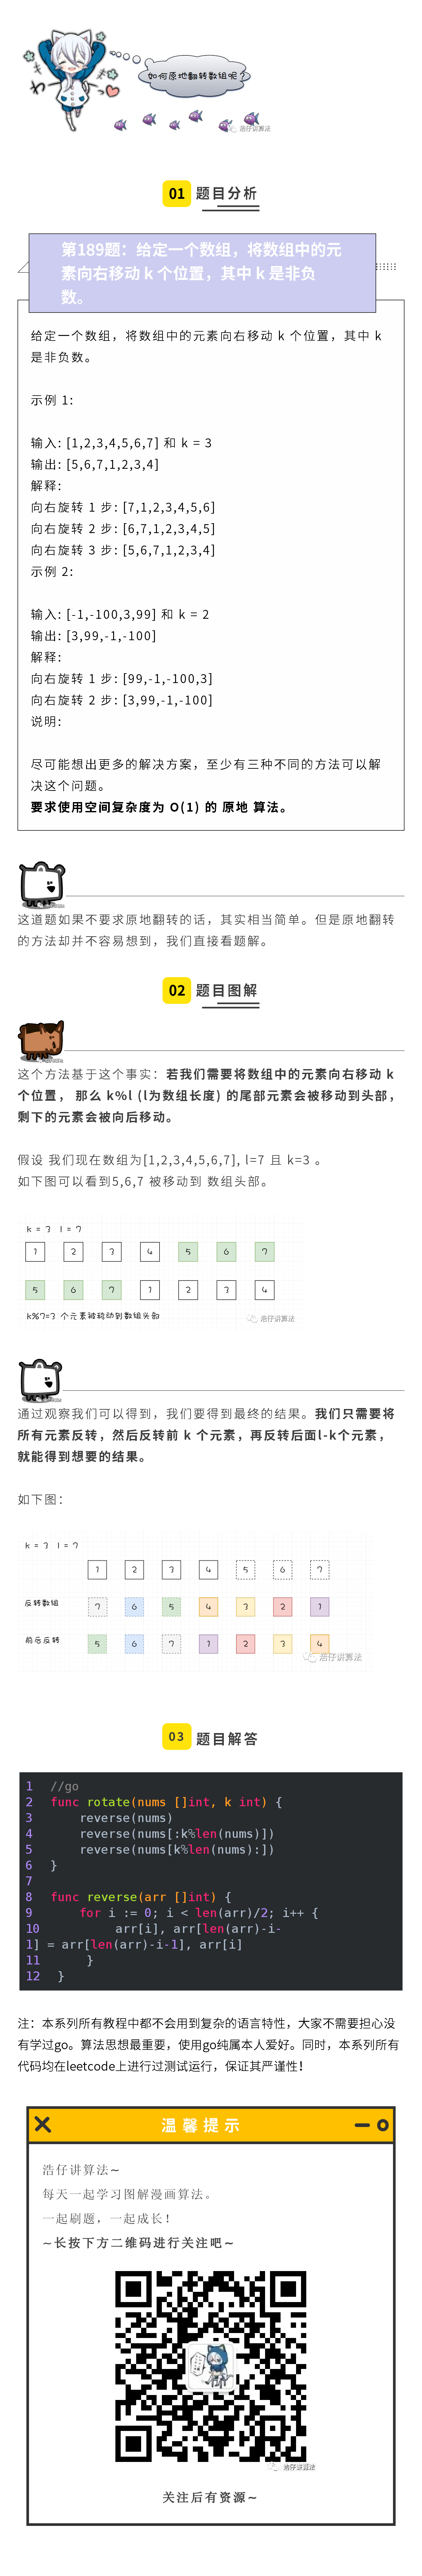 如何原地翻转数组呢？
浩仔讲算法
01 题目分析
第189题：给定一个数组，将数组中的元
素向右移动 k 个位置，其中 k 是非负
数。
给定一个数组，将数组中的元素向右移动 k 个位置，其中 k
是非负数。
示例 1:
输入: [1,2,3,4,5,6,7] 和 k = 3
输出: [5,6,7,1,2,3,4]
解释:
向右旋转 1 步: [7,1,2,3,4,5,6]
向右旋转 2 步: [6,7,1,2,3,4,5]
向右旋转 3 步: [5,6,7,1,2,3,4]
示例 2:
输入: [-1,-100,3,99] 和 k = 2
输出: [3,99,-1,-100]
解释:
向右旋转 1 步: [99,-1,-100,3]
向右旋转 2 步: [3,99,-1,-100]
说明:
尽可能想出更多的解决方案，至少有三种不同的方法可以解
决这个问题。
要求使用空间复杂度为 O(1) 的 原地 算法。
这道题如果不要求原地翻转的话，其实相当简单。但是原地翻转
的方法却并不容易想到，我们直接看题解。
02 题目图解
这个方法基于这个事实：若我们需要将数组中的元素向右移动 k
个位置， 那么 k%l (l为数组长度) 的尾部元素会被移动到头部，
剩下的元素会被向后移动。
假设 我们现在数组为[1,2,3,4,5,6,7], l=7 且 k=3 。
如下图可以看到5,6,7 被移动到 数组头部。
k = 3 l = 7
1 2 3 4 5 6 7
5 6 7 1 2 3 4
k%7=3 个元素被移动到数组头部
浩仔讲算法
通过观察我们可以得到，我们要得到最终的结果。我们只需要将
所有元素反转，然后反转前 k 个元素，再反转后面l-k个元素，
就能得到想要的结果。
如下图：
k = 3 l = 7
1 2 3 4 5 6 7
反转数组 7 6 5 4 3 2 1
前后反转 5 6 7 1 2 3 4
浩仔讲算法
03 题目解答
1 //go
2 func rotate(nums []int, k int) {
3 reverse(nums)
4 reverse(nums[:k%len(nums)])
5 reverse(nums[k%len(nums):])
6 }
7
8 func reverse(arr []int) {
9 for i := 0; i < len(arr)/2; i++ {
10 arr[i], arr[len(arr)-i-
1] = arr[len(arr)-i-1], arr[i]
11 }
12 }
注：本系列所有教程中都不会用到复杂的语言特性，大家不需要担心没
有学过go。算法思想最重要，使用go纯属本人爱好。同时，本系列所有
代码均在leetcode上进行过测试运行，保证其严谨性！
温馨提示
浩仔讲算法~
每天一起学习图解漫画算法。
一起刷题，一起成长！
~长按下方二维码进行关注吧~
浩仔讲算法
关注后有资源~